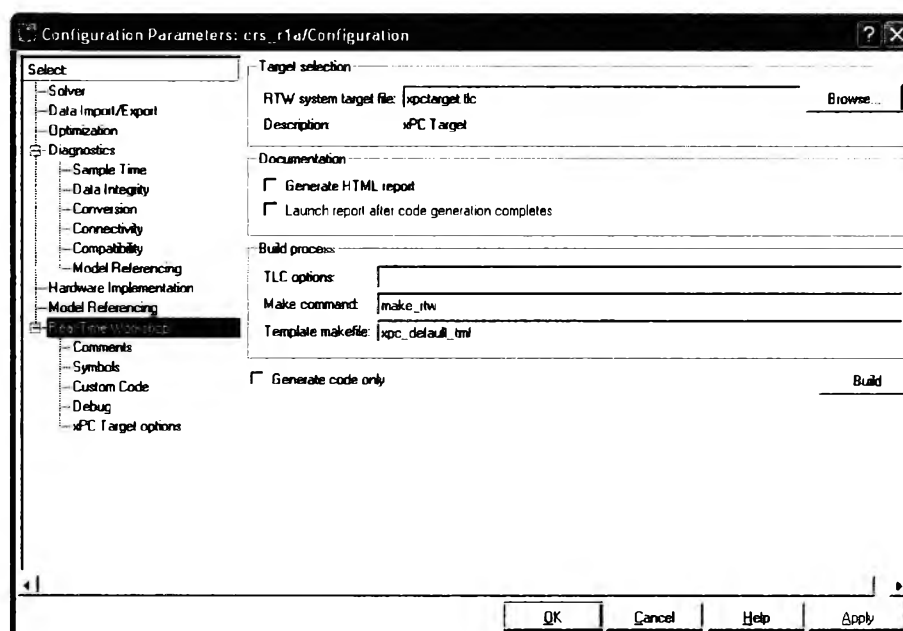 Configuration Parameters: crs_r1a/Configuration
Select:
Solver
Data Import/Export
Optimization
Diagnostics
Sample Time
Data Integrity
Conversion
Connectivity
Compatibility
Model Referencing
Hardware Implementation
Model Referencing
Real-Time Workshop
Comments
Symbols
Custom Code
Debug
xPC Target options
Target selection
RTW system target file: xpctarget.tlc
Browse...
Description: xPC Target
Documentation
Generate HTML report
Launch report after code generation completes
Build process
TLC options:
Make command: make_rtw
Template makefile: xpc_default_tmf
Generate code only
Build
OK
Cancel
Help
Apply